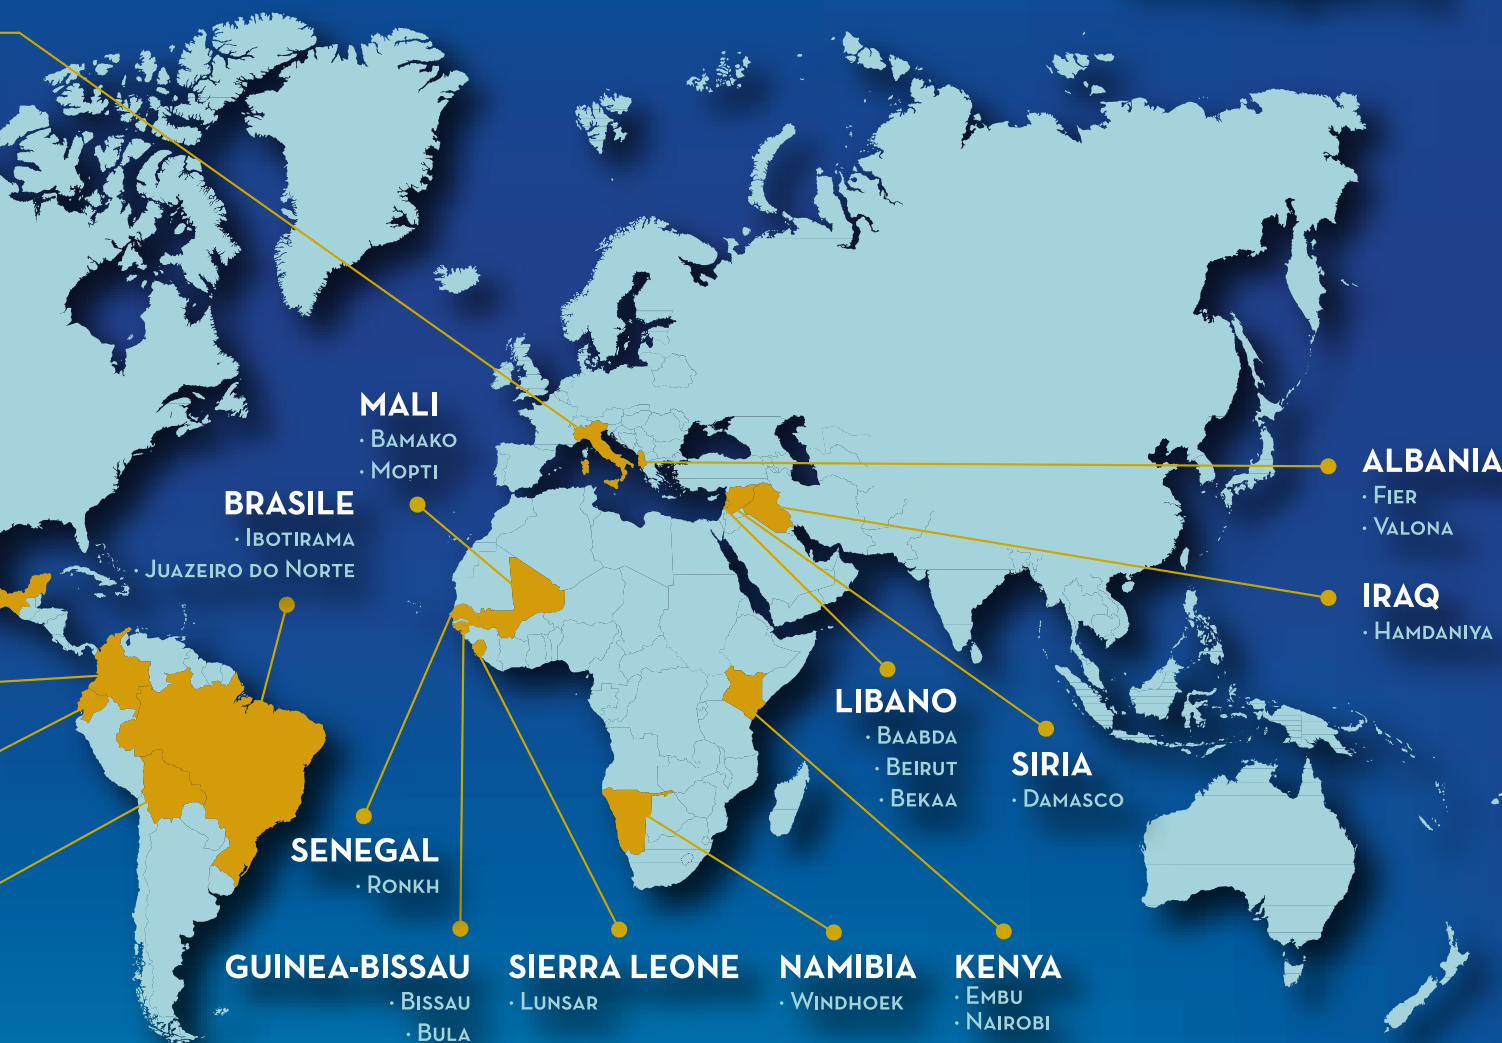 MALI
· Bamako
· Mopti
BRASILE
· Ibotirama
· Juazeiro do Norte
ALBANIA
· Fier
· Valona
IRAQ
· Hamdaniya
LIBANO
· Baabda
· Beirut
· Bekaa
SIRIA
· Damasco
SENEGAL
· Ronkh
GUINEA-BISSAU
· Bissau
· Bula
SIERRA LEONE
· Lunsar
NAMIBIA
· Windhoek
KENYA
· Embu
· Nairobi